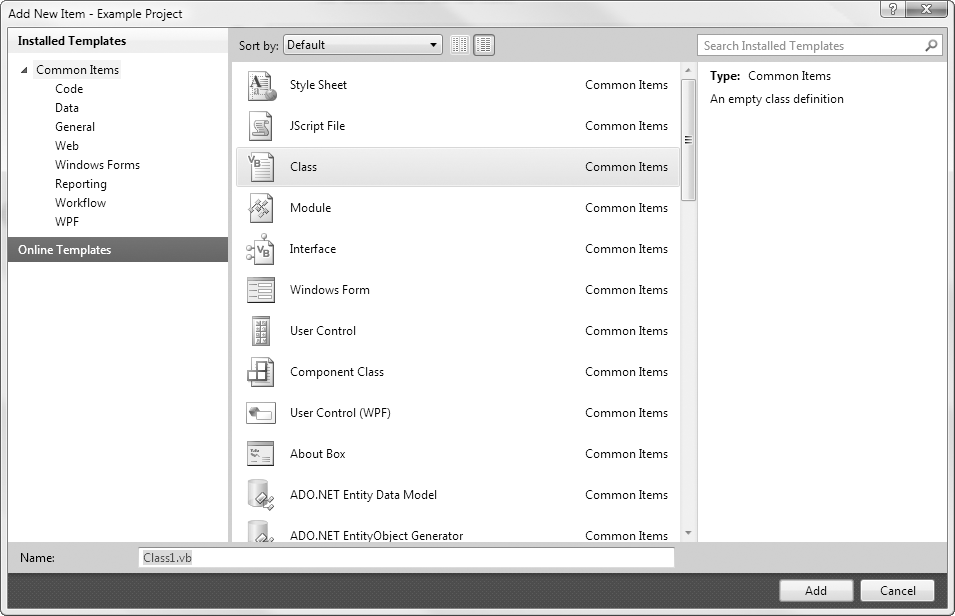 Add New Item - Example Project
Installed Templates
Common Items
Code
Data
General
Web
Windows Forms
Reporting
Workflow
WPF
Online Templates
Sort by: Default
Search Installed Templates
Style Sheet Common Items
JScript File Common Items
Class Common Items
Module Common Items
Interface Common Items
Windows Form Common Items
User Control Common Items
Component Class Common Items
User Control (WPF) Common Items
About Box Common Items
ADO.NET Entity Data Model Common Items
ADO.NET EntityObject Generator Common Items
Type: Common Items
An empty class definition
Name: Class1.vb
Add Cancel